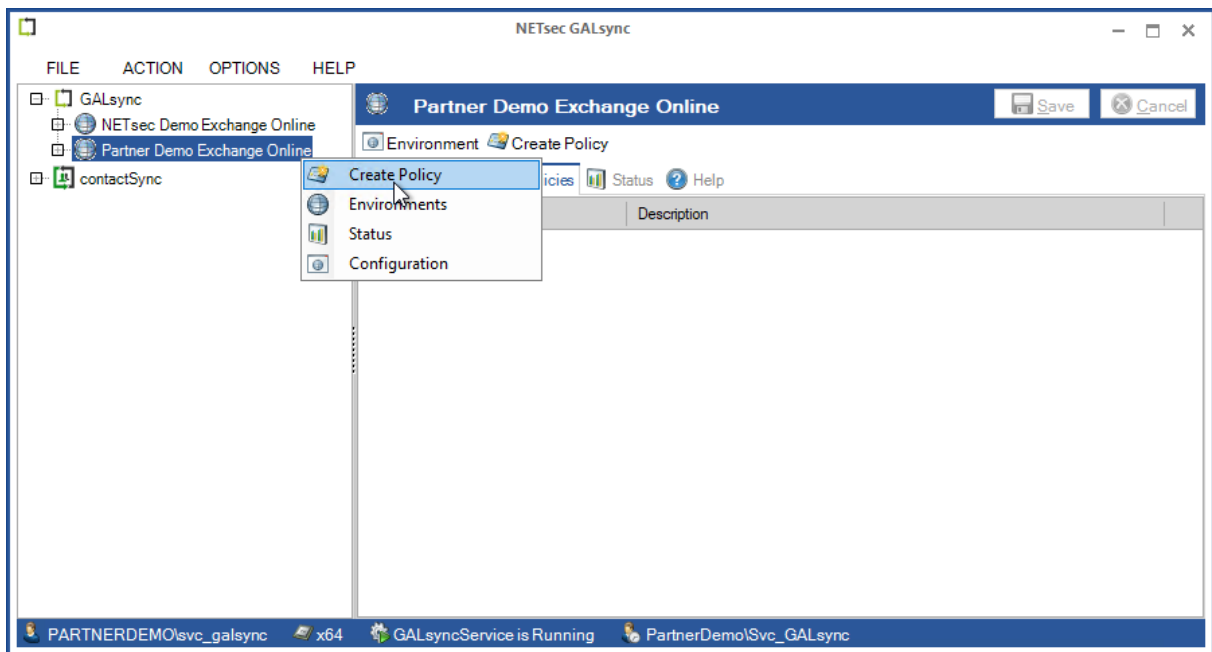 NETsec GALsync
FILE ACTION OPTIONS HELP
GALsync
NETsec Demo Exchange Online
Partner Demo Exchange Online
contactSync
Partner Demo Exchange Online
Save Cancel
Environment Create Policy
icies Status Help
Description
Create Policy
Environments
Status
Configuration
PARTNERDEMO\svc_galsync x64 GALsyncService is Running PartnerDemo\Svc_GALsync